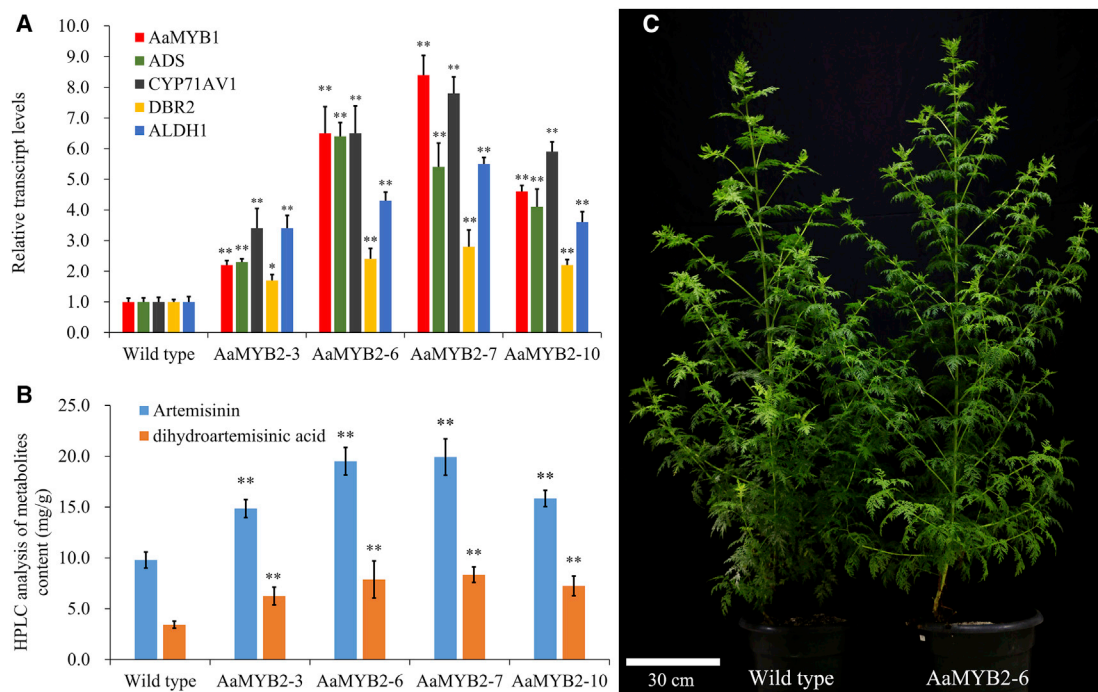 A
Relative transcirpt levels
10.0
9.0
8.0
7.0
6.0
5.0
4.0
3.0
2.0
1.0
0.0
AaMYB1
ADS
CYP71AV1
DBR2
ALDH1
** ** ** * **
** ** ** ** **
** ** ** ** **
** ** ** ** **
Wild type AaMYB2-3 AaMYB2-6 AaMYB2-7 AaMYB2-10
B
HPLC analysis of metabolites
content (mg/g)
25.0
20.0
15.0
10.0
5.0
0.0
Artemisinin
dihydroartemisinic acid
** **
** **
** **
** **
Wild type AaMYB2-3 AaMYB2-6 AaMYB2-7 AaMYB2-10
C
30 cm Wild type AaMYB2-6